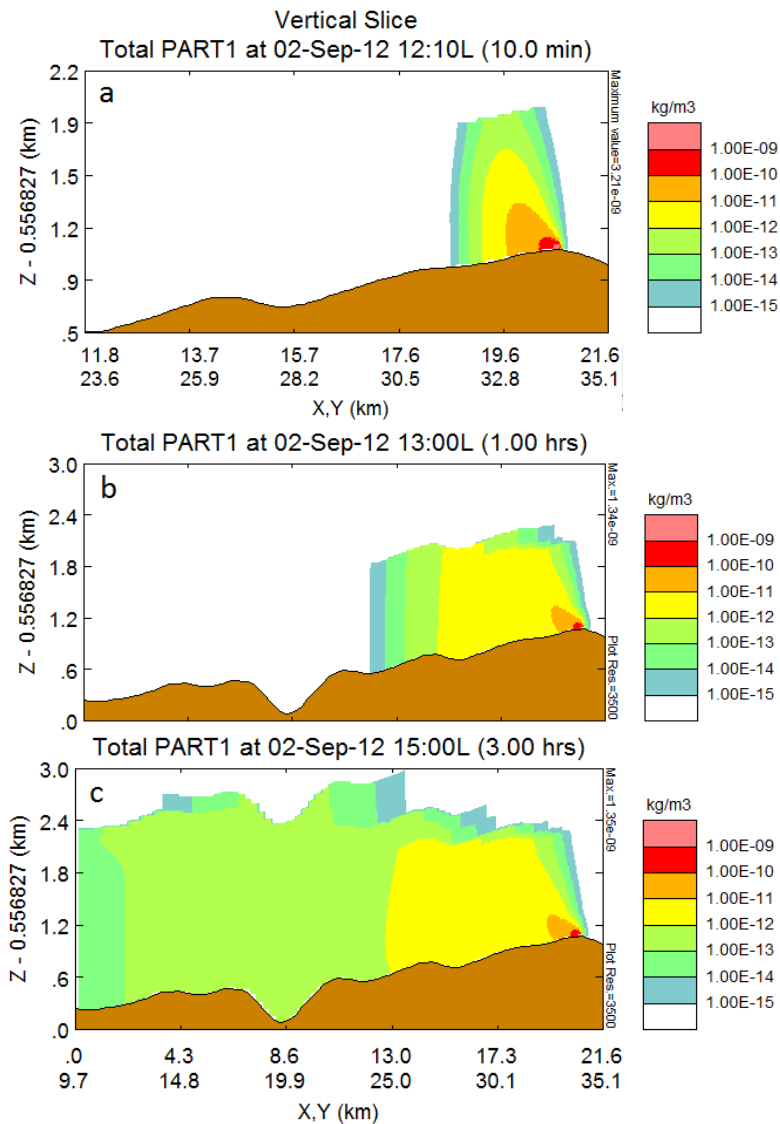 Vertical Slice
Total PART1 at 02-Sep-12 12:10L (10.0 min)
a
2.2
1.9
1.5
1.2
.9
.5
Z - 0.556827 (km)
Maximum value=3.21e-09
kg/m3
1.00E-09
1.00E-10
1.00E-11
1.00E-12
1.00E-13
1.00E-14
1.00E-15
11.8 13.7 15.7 17.6 19.6 21.6
23.6 25.9 28.2 30.5 32.8 35.1
X,Y (km)
Total PART1 at 02-Sep-12 13:00L (1.00 hrs)
b
3.0
2.4
1.8
1.2
.6
.0
Z - 0.556827 (km)
Max.=1.34e-09
Plot Res.=3500
kg/m3
1.00E-09
1.00E-10
1.00E-11
1.00E-12
1.00E-13
1.00E-14
1.00E-15
Total PART1 at 02-Sep-12 15:00L (3.00 hrs)
c
3.0
2.4
1.8
1.2
.6
.0
Z - 0.556827 (km)
Max.=1.35e-09
Plot Res.=3500
kg/m3
1.00E-09
1.00E-10
1.00E-11
1.00E-12
1.00E-13
1.00E-14
1.00E-15
.0 4.3 8.6 13.0 17.3 21.6
9.7 14.8 19.9 25.0 30.1 35.1
X,Y (km)